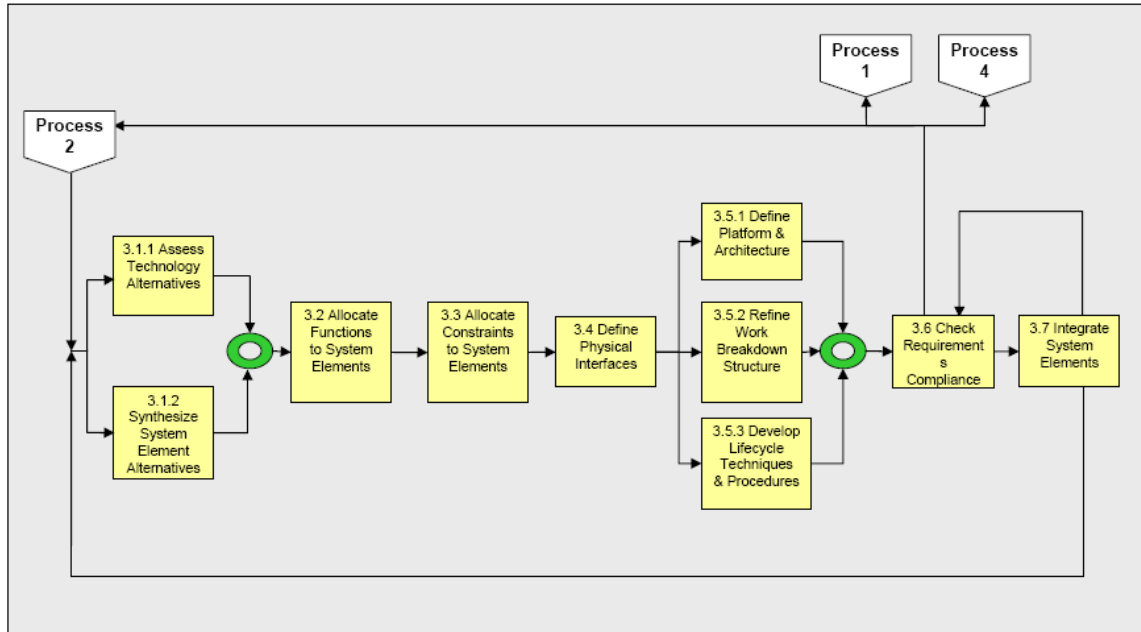 Process
1
Process
4
Process
2
3.1.1 Assess
Technology
Alternatives
3.1.2
Synthesize
System
Element
Alternatives
3.2 Allocate
Functions
to System
Elements
3.3 Allocate
Constraints
to System
Elements
3.4 Define
Physical
Interfaces
3.5.1 Define
Platform &
Architecture
3.5.2 Refine
Work
Breakdown
Structure
3.5.3 Develop
Lifecycle
Techniques
& Procedures
3.6 Check
Requirement
s
Compliance
3.7 Integrate
System
Elements